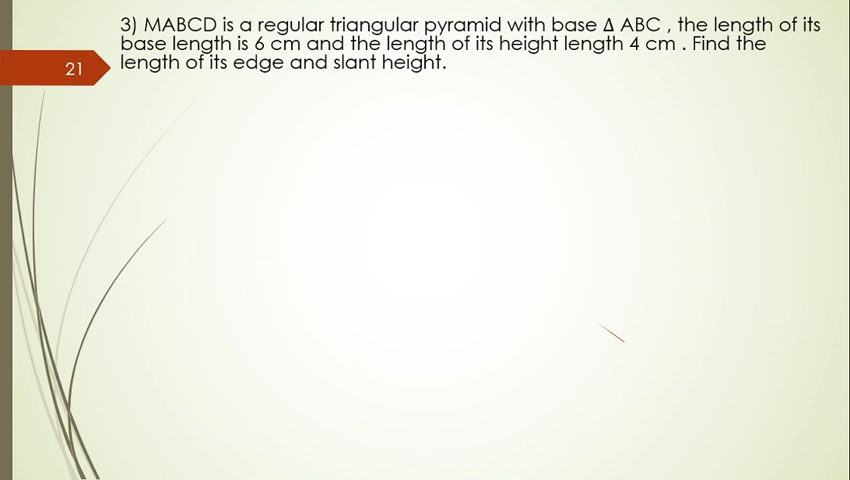 3) MABCD is a regular triangular pyramid with base Δ ABC , the length of its
base length is 6 cm and the length of its height length 4 cm . Find the
length of its edge and slant height.
21